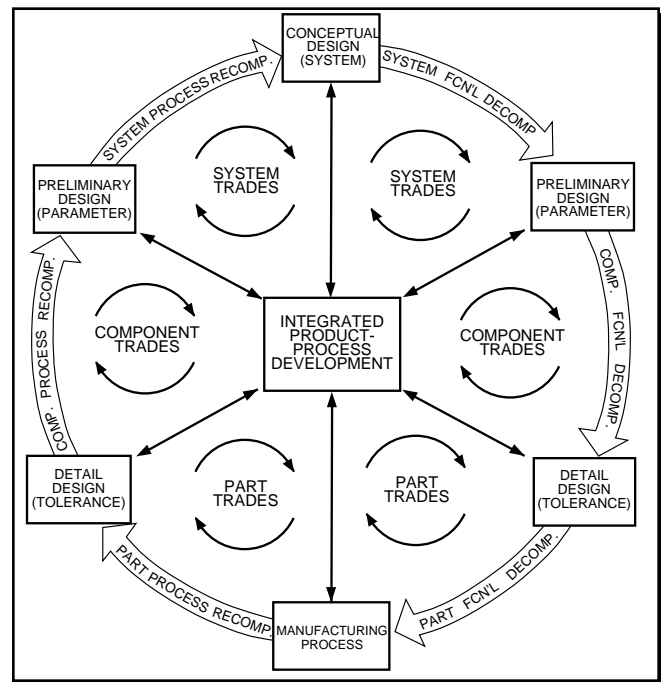 CONCEPTUAL
DESIGN
(SYSTEM)
SYSTEM FCN'L DECOMP
SYSTEM PROCESS RECOMP.
SYSTEM
TRADES
SYSTEM
TRADES
PRELIMINARY
DESIGN
(PARAMETER)
PRELIMINARY
DESIGN
(PARAMETER)
COMP. PROCESS RECOMP.
COMPONENT
TRADES
INTEGRATED
PRODUCT-
PROCESS
DEVELOPMENT
COMPONENT
TRADES
COMP. FCN'L DECOMP.
DETAIL
DESIGN
(TOLERANCE)
PART
TRADES
PART
TRADES
DETAIL
DESIGN
(TOLERANCE)
PART PROCESS RECOMP.
PART FCN'L DECOMP.
MANUFACTURING
PROCESS